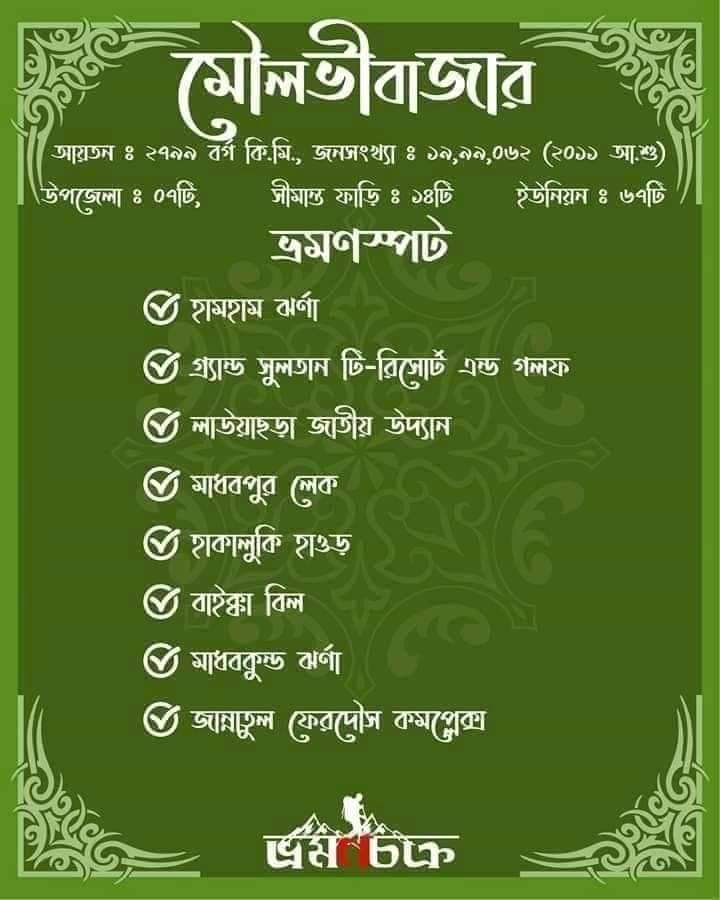 মৌলভীবাজার
আয়তন ঃ ২৭৯৯ বর্গ কি.মি., জনসংখ্যা ঃ ১৯,৯৯,০৬২ (২০১১ আ.শু)
উপজেলা ঃ ০৭টি, সীমান্ত ফাড়ি ঃ ১৪টি ইউনিয়ন ঃ ৬৭টি
ভ্রমণস্পট
হামহাম ঝর্ণা
গ্র্যান্ড সুলতান টি-রিসোর্ট এন্ড গলফ
লাউয়াছড়া জাতীয় উদ্যান
মাধবপুর লেক
হাকালুকি হাওড়
বাইক্কা বিল
মাধবকুন্ড ঝর্ণা
জান্নাতুল ফেরদৌস কমপ্লেক্স
ভ্রমণচক্র